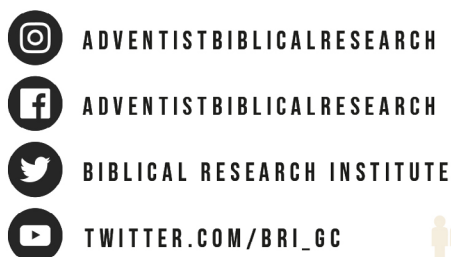 ADVENTISTBIBLICALRESEARCH
ADVENTISTBIBLICALRESEARCH
BIBLICAL RESEARCH INSTITUTE
TWITTER.COM/BRI_GC